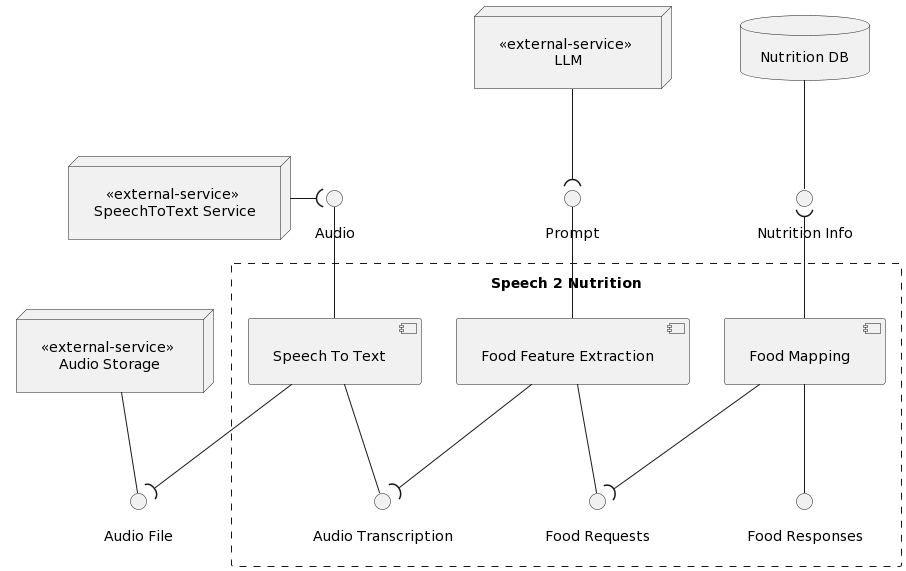 «external-service»
LLM
Nutrition DB
«external-service»
SpeechToText Service
Audio
Prompt
Nutrition Info
Speech 2 Nutrition
«external-service»
Audio Storage
Speech To Text
Food Feature Extraction
Food Mapping
Audio File
Audio Transcription
Food Requests
Food Responses